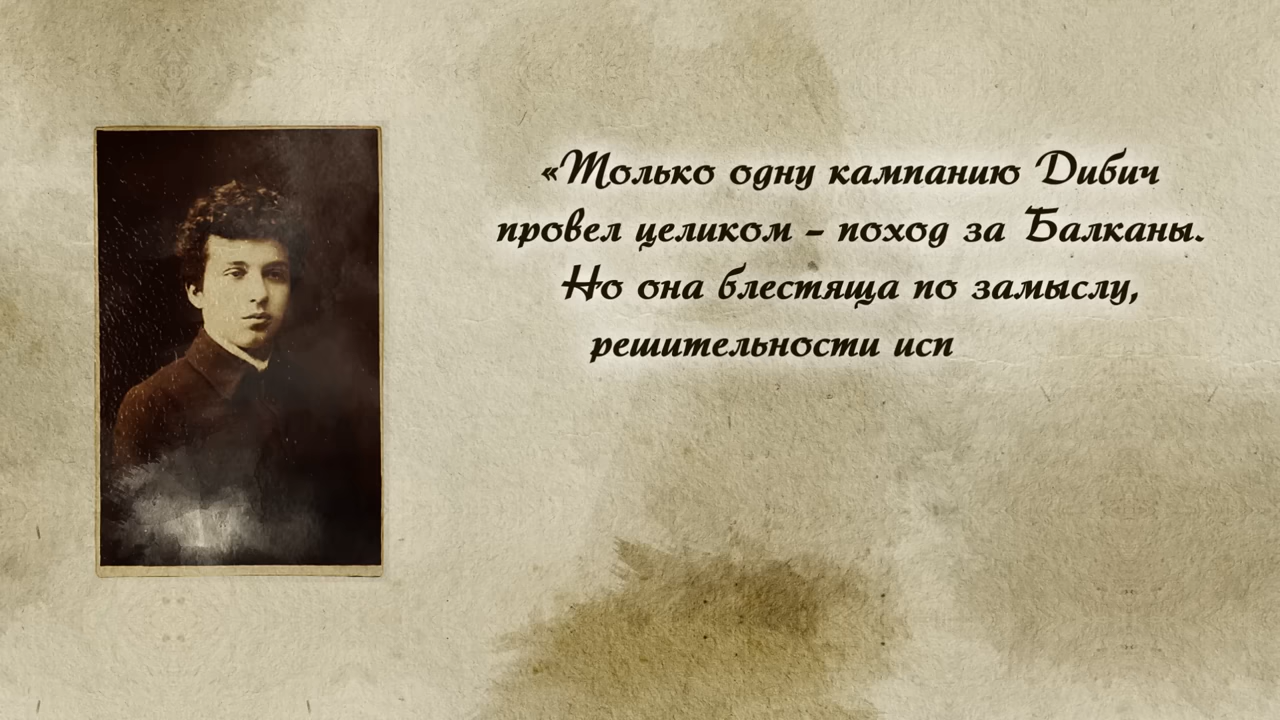 «Только одну кампанию Дибич
провел целиком – поход за Балканы.
Но она блестяща по замыслу,
решительности исп